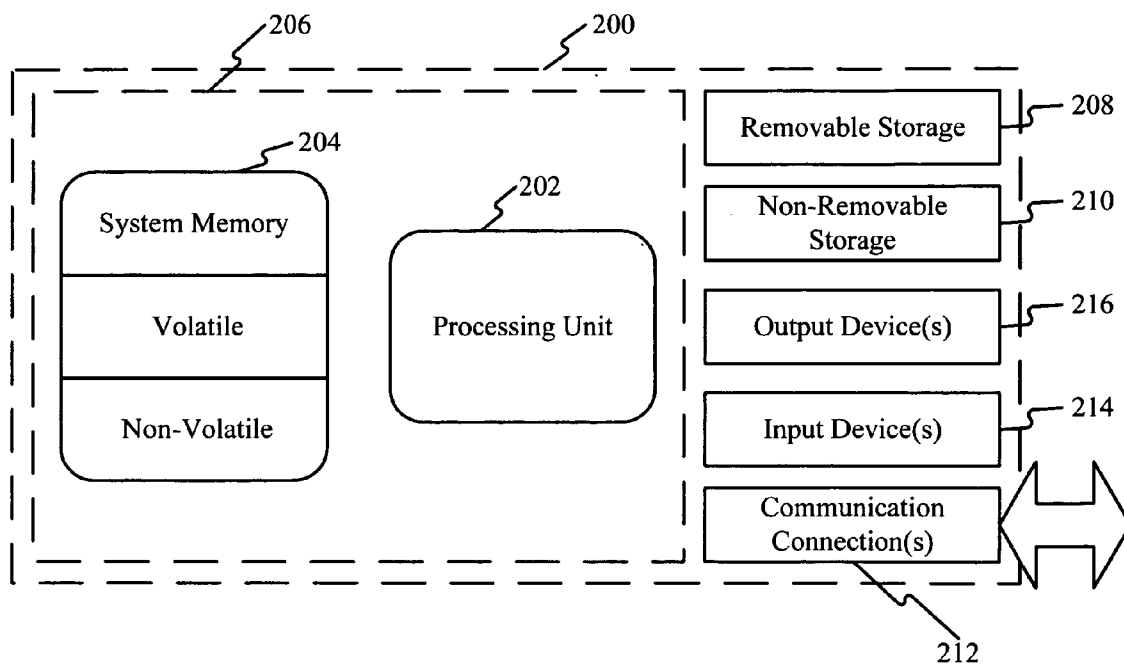 206
200
204
System Memory
Volatile
Non-Volatile
202
Processing Unit
Removable Storage
208
Non-Removable
Storage
210
Output Device(s)
216
Input Device(s)
214
Communication
Connection(s)
212